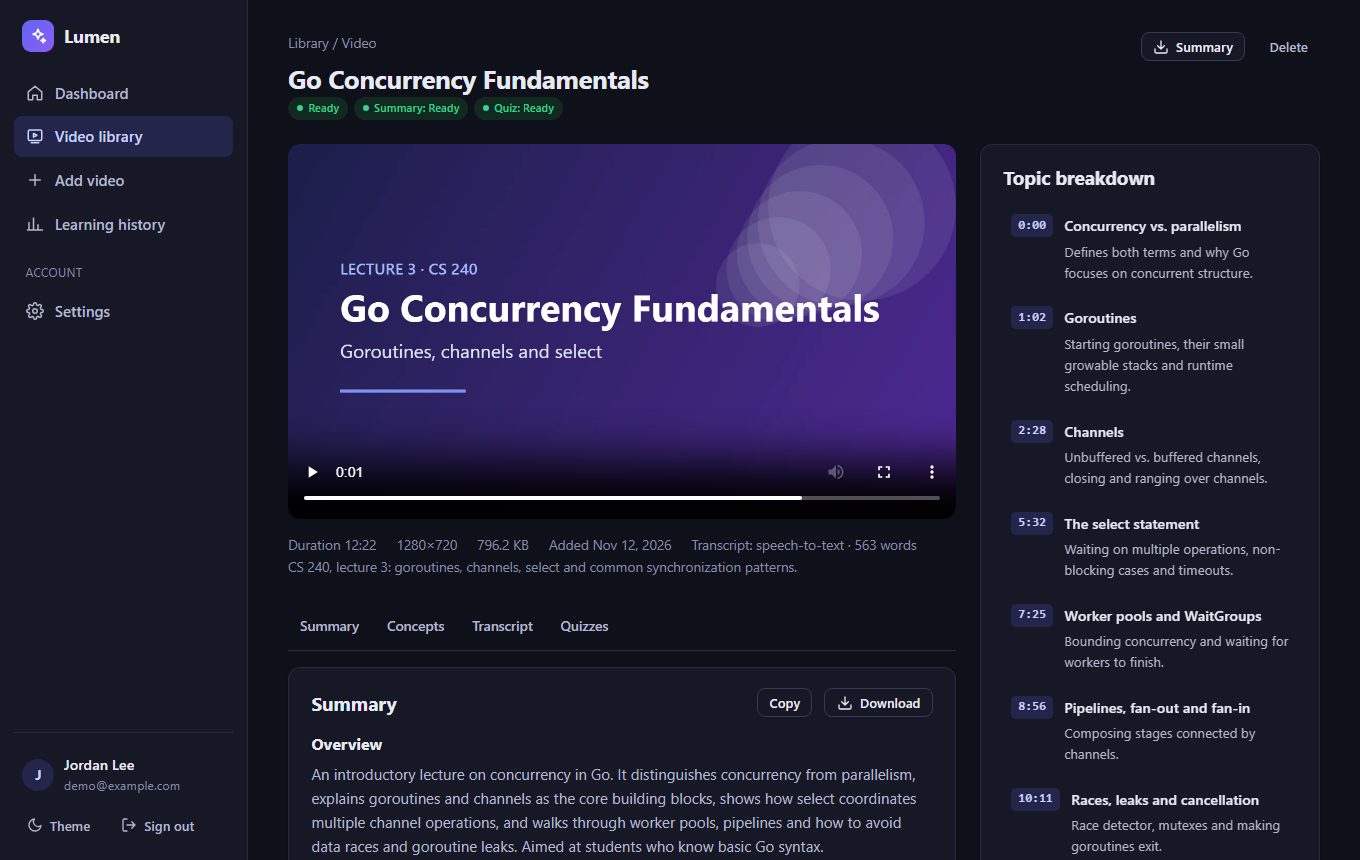 Lumen
Dashboard
Video library
Add video
Learning history
ACCOUNT
Settings
Jordan Lee
J
demo@example.com
Theme
Sign out
Library / Video
Summary
Delete
Go Concurrency Fundamentals
Ready
Summary: Ready
Quiz: Ready
LECTURE 3 · CS 240
Go Concurrency Fundamentals
Goroutines, channels and select
0:01
Duration 12:22
1280×720
796.2 KB
Added Nov 12, 2026
Transcript: speech-to-text · 563 words
CS 240, lecture 3: goroutines, channels, select and common synchronization patterns.
Summary
Concepts
Transcript
Quizzes
Summary
Copy
Download
Overview
An introductory lecture on concurrency in Go. It distinguishes concurrency from parallelism,
explains goroutines and channels as the core building blocks, shows how select coordinates
multiple channel operations, and walks through worker pools, pipelines and how to avoid
data races and goroutine leaks. Aimed at students who know basic Go syntax.
Topic breakdown
0:00 Concurrency vs. parallelism
Defines both terms and why Go
focuses on concurrent structure.
1:02 Goroutines
Starting goroutines, their small
growable stacks and runtime
scheduling.
2:28 Channels
Unbuffered vs. buffered channels,
closing and ranging over channels.
5:32 The select statement
Waiting on multiple operations, non-
blocking cases and timeouts.
7:25 Worker pools and WaitGroups
Bounding concurrency and waiting for
workers to finish.
8:56 Pipelines, fan-out and fan-in
Composing stages connected by
channels.
10:11 Races, leaks and cancellation
Race detector, mutexes and making
goroutines exit.